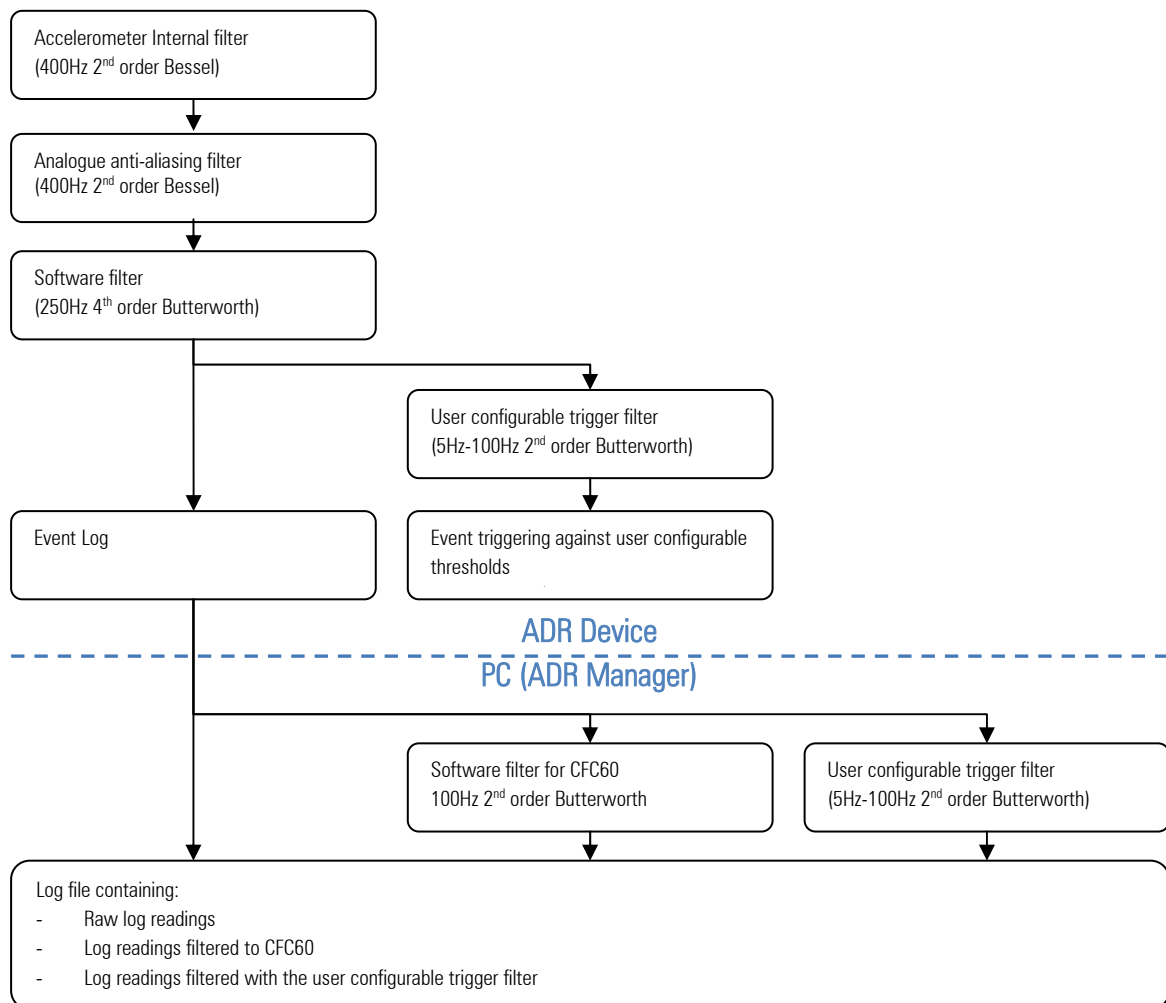 Accelerometer Internal filter
(400Hz 2nd order Bessel)
Analogue anti-aliasing filter
(400Hz 2nd order Bessel)
Software filter
(250Hz 4th order Butterworth)
User configurable trigger filter
(5Hz-100Hz 2nd order Butterworth)
Event Log
Event triggering against user configurable
thresholds
ADR Device
PC (ADR Manager)
Software filter for CFC60
100Hz 2nd order Butterworth
User configurable trigger filter
(5Hz-100Hz 2nd order Butterworth)
Log file containing:
- Raw log readings
- Log readings filtered to CFC60
- Log readings filtered with the user configurable trigger filter